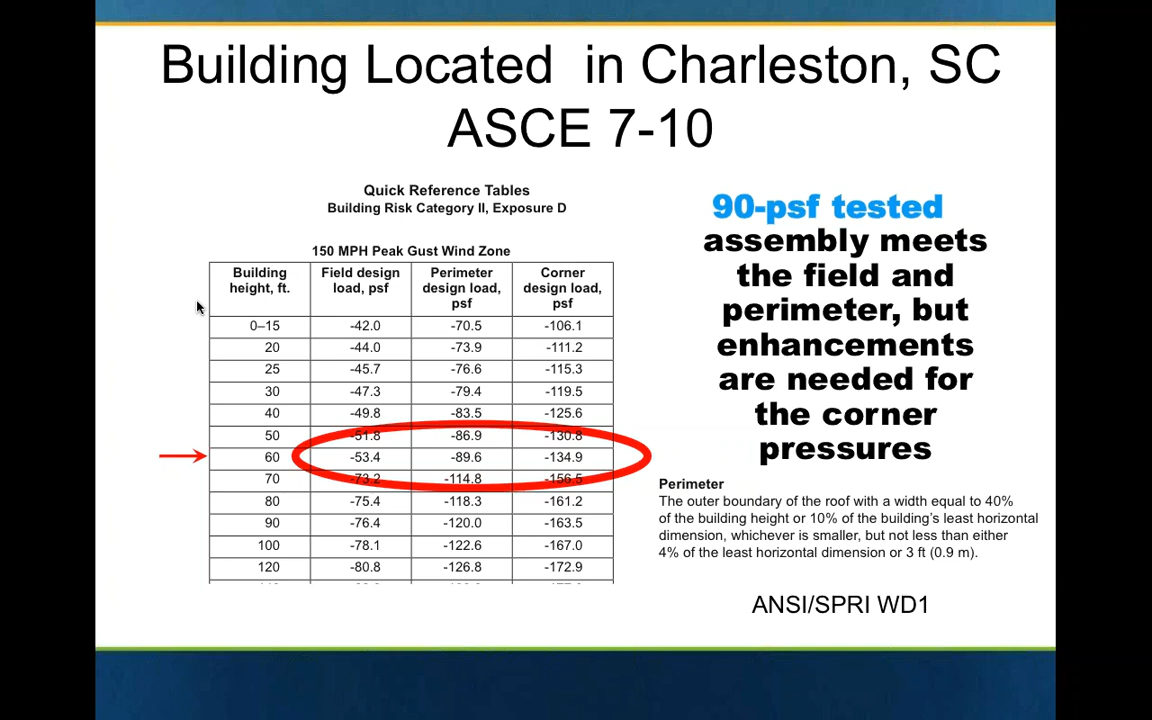 Building Located in Charleston, SC
ASCE 7-10
Quick Reference Tables
Building Risk Category II, Exposure D
150 MPH Peak Gust Wind Zone
Building height, ft. Field design load, psf Perimeter design load, psf Corner design load, psf
0–15 -42.0 -70.5 -106.1
20 -44.0 -73.9 -111.2
25 -45.7 -76.6 -115.3
30 -47.3 -79.4 -119.5
40 -49.8 -83.5 -125.6
50 -51.8 -86.9 -130.8
60 -53.4 -89.6 -134.9
70 -73.2 -114.8 -156.5
80 -75.4 -118.3 -161.2
90 -76.4 -120.0 -163.5
100 -78.1 -122.6 -167.0
120 -80.8 -126.8 -172.9
90-psf tested
assembly meets
the field and
perimeter, but
enhancements
are needed for
the corner
pressures
Perimeter
The outer boundary of the roof with a width equal to 40%
of the building height or 10% of the building's least horizontal
dimension, whichever is smaller, but not less than either
4% of the least horizontal dimension or 3 ft (0.9 m).
ANSI/SPRI WD1